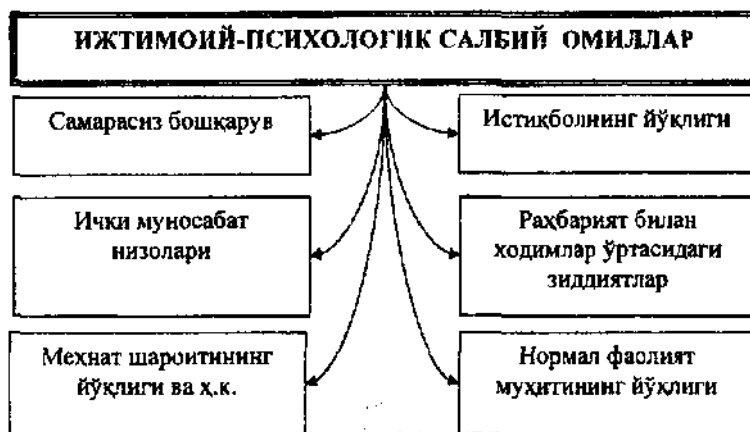 ИЖТИМОИЙ-ПСИХОЛОГИК САЛБИЙ ОМИЛЛАР
Самарасиз бошқарув
Истиқболнинг йўқлиги
Ички муносабат
низолари
Раҳбарият билан
ходимлар ўртасидаги
зиддиятлар
Меҳнат шароитининг
йўқлиги ва ҳ.к.
Нормал фаолият
муҳитининг йўқлиги